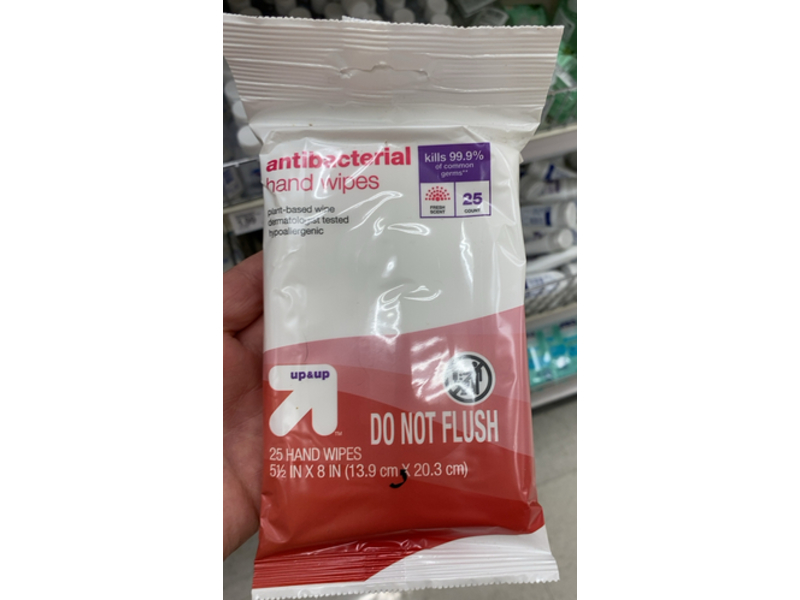 antibacterial
hand wipes
plant-based wipe
dermatologist tested
hypoallergenic
kills 99.9%
of common
germs**
FRESH
SCENT
25
COUNT
up&up
TM
DO NOT FLUSH
25 HAND WIPES
5½ IN X 8 IN (13.9 cm X 20.3 cm)